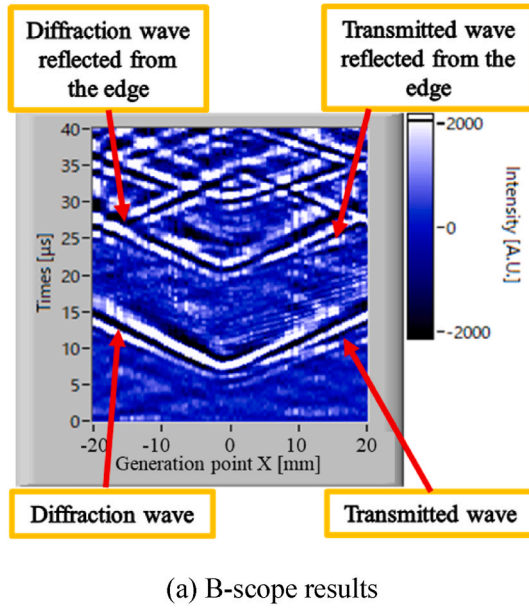 Diffraction wave
reflected from
the edge
Transmitted wave
reflected from the
edge
40
35
30
25
20
15
10
5
0
Times [µs]
-20
-10
0
10
20
Generation point X [mm]
2000
-0
-2000
Intensity [A.U.]
Diffraction wave
Transmitted wave
(a) B-scope results